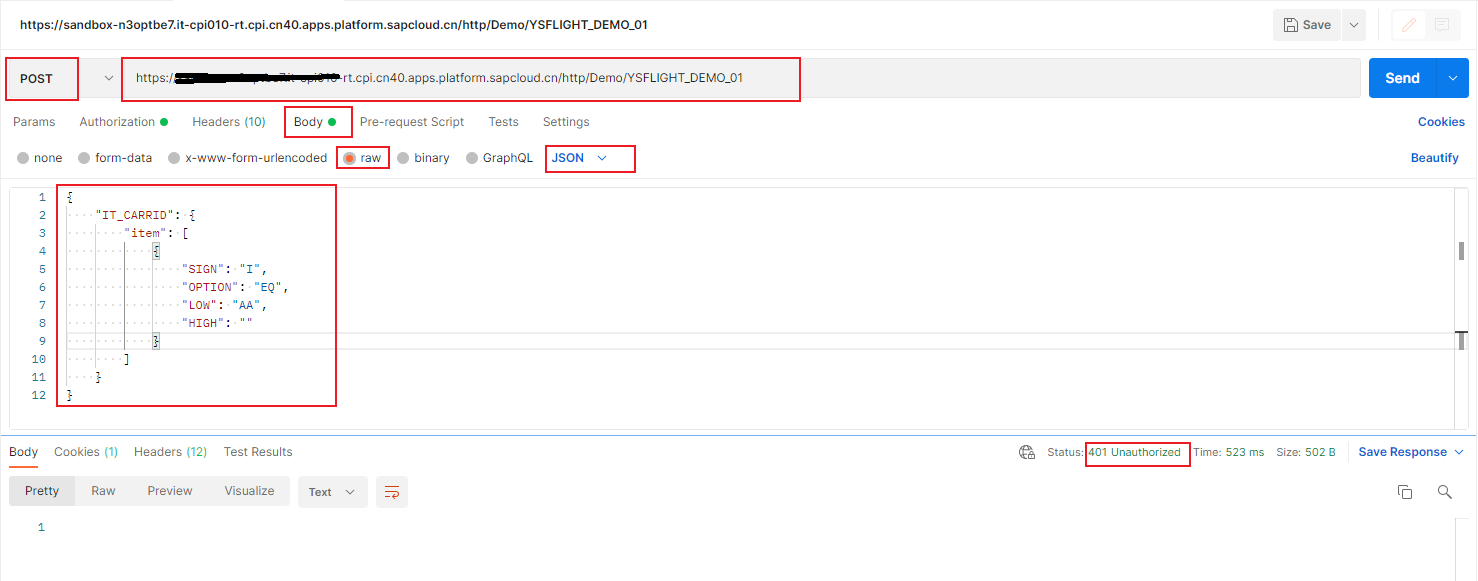 https://sandbox-n3optbe7.it-cpi010-rt.cpi.cn40.apps.platform.sapcloud.cn/http/Demo/YSFLIGHT_DEMO_01
Save
POST
https:/ -rt.cpi.cn40.apps.platform.sapcloud.cn/http/Demo/YSFLIGHT_DEMO_01
Send
Params Authorization Headers (10) Body Pre-request Script Tests Settings Cookies
none form-data x-www-form-urlencoded raw binary GraphQL JSON Beautify
1 {
2 "IT_CARRID": {
3 "item": [
4 {
5 "SIGN": "I",
6 "OPTION": "EQ",
7 "LOW": "AA",
8 "HIGH": ""
9 }
10 ]
11 }
12 }
Body Cookies (1) Headers (12) Test Results Status: 401 Unauthorized Time: 523 ms Size: 502 B Save Response
Pretty Raw Preview Visualize Text
1